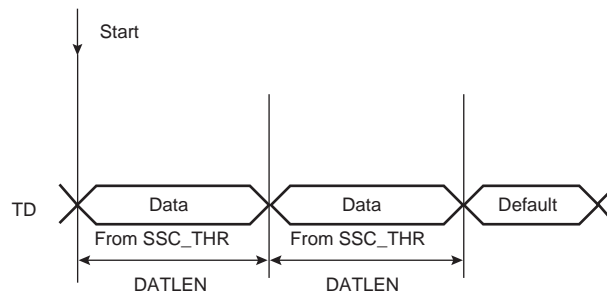 Start
TD
Data
Data
Default
From SSC_THR
From SSC_THR
DATLEN
DATLEN